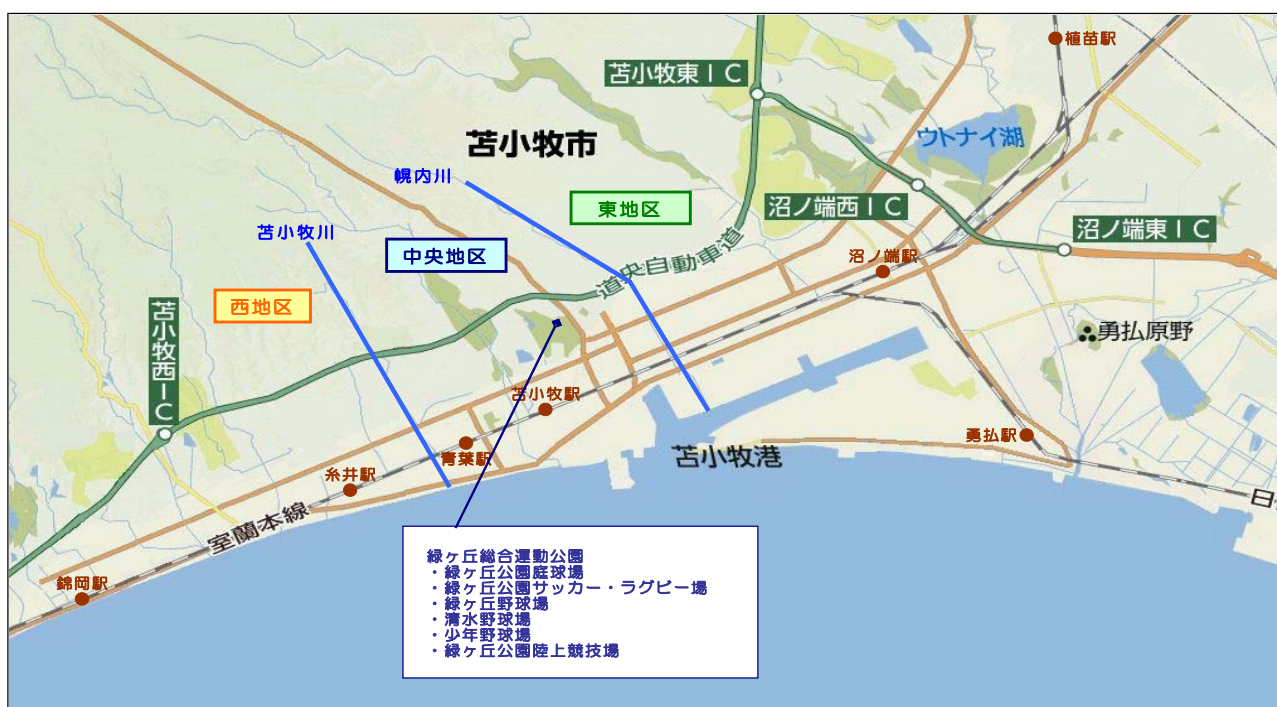 植苗駅
苫小牧東IC
ウトナイ湖
苫小牧市
幌内川
東地区
沼ノ端西IC
苫小牧川
沼ノ端東IC
中央地区
道央自動車道
沼ノ端駅
西地区
苫小牧西IC
勇払原野
苫小牧駅
勇払駅
青葉駅
苫小牧港
糸井駅
室蘭本線
日
錦岡駅
緑ヶ丘総合運動公園
・緑ヶ丘公園庭球場
・緑ヶ丘公園サッカー・ラグビー場
・緑ヶ丘野球場
・清水野球場
・少年野球場
・緑ヶ丘公園陸上競技場